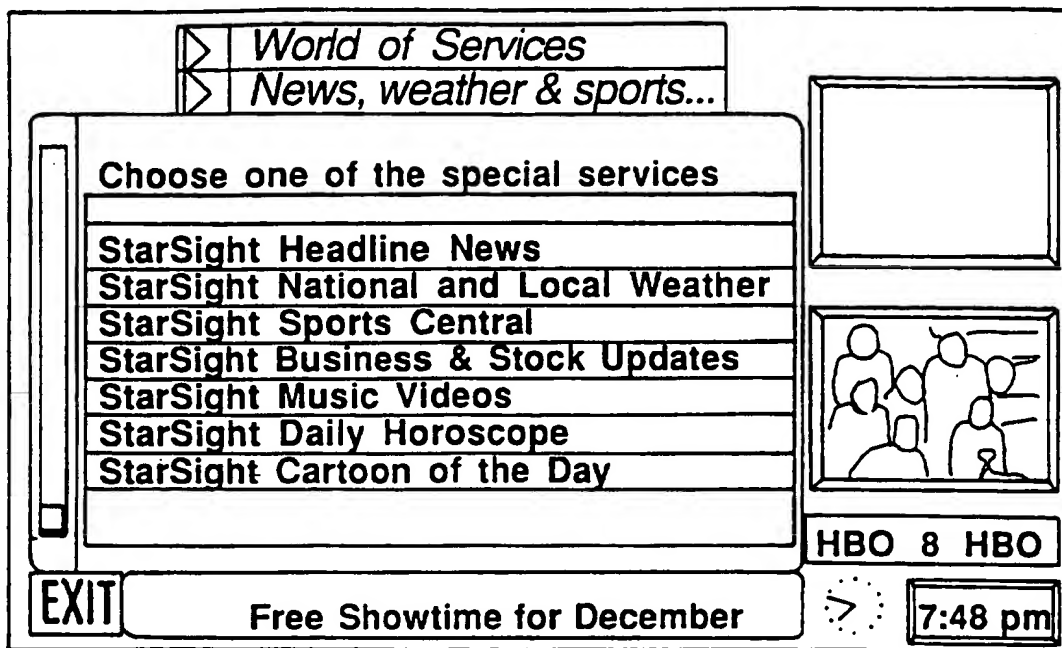 World of Services
News, weather & sports...
Choose one of the special services
StarSight Headline News
StarSight National and Local Weather
StarSight Sports Central
StarSight Business & Stock Updates
StarSight Music Videos
StarSight Daily Horoscope
StarSight Cartoon of the Day
HBO 8 HBO
EXIT
Free Showtime for December
7:48 pm